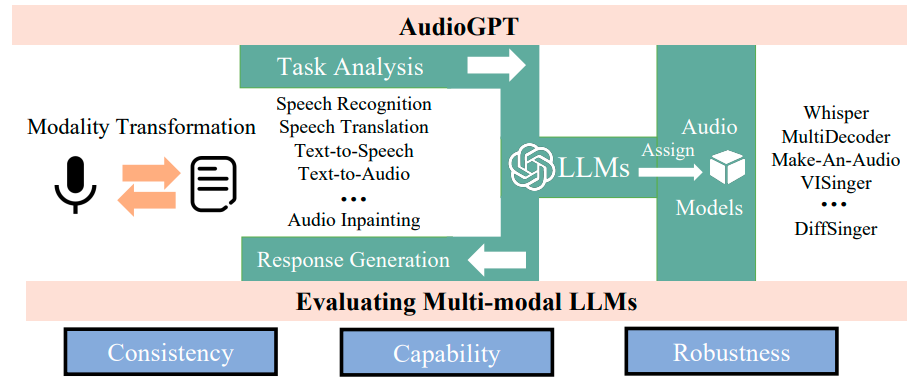 AudioGPT
Task Analysis
Modality Transformation
Speech Recognition
Speech Translation
Text-to-Speech
Text-to-Audio
•••
Audio Inpainting
Response Generation
LLMs
Assign
Audio
Models
Whisper
MultiDecoder
Make-An-Audio
VISinger
•••
DiffSinger
Evaluating Multi-modal LLMs
Consistency
Capability
Robustness